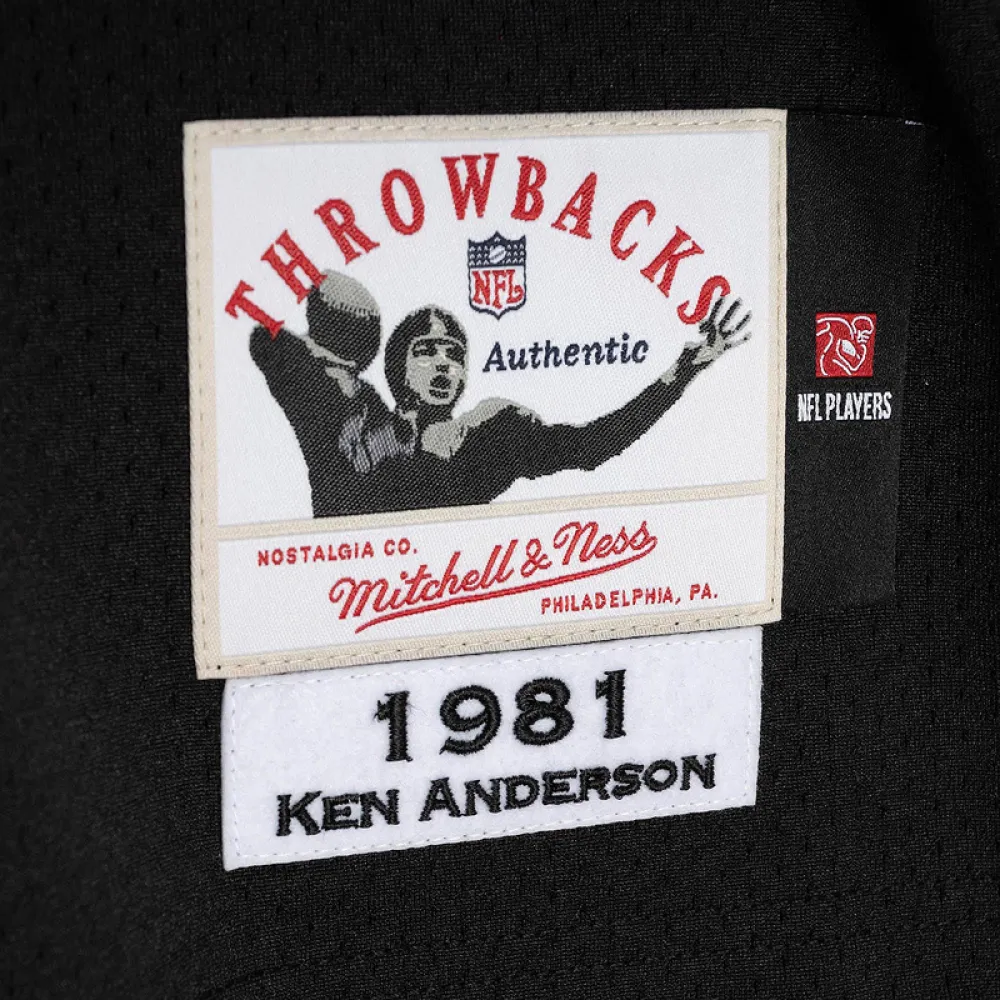 THROWBACKS
NFL
Authentic
NFL PLAYERS
NOSTALGIA CO.
Mitchell & Ness
PHILADELPHIA, PA.
1981
KEN ANDERSON